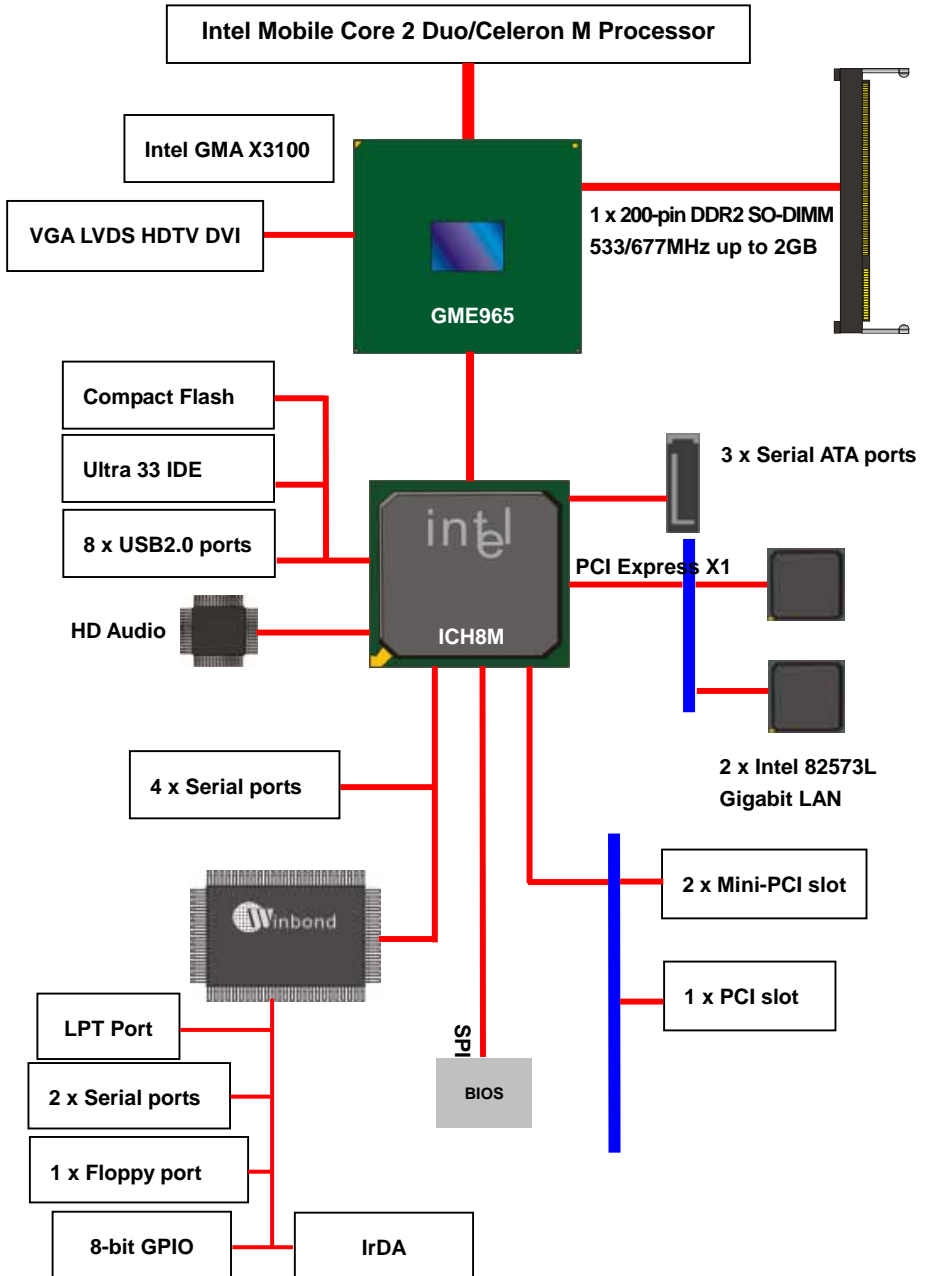 Intel Mobile Core 2 Duo/Celeron M Processor
Intel GMA X3100
VGA LVDS HDTV DVI
1 x 200-pin DDR2 SO-DIMM
533/677MHz up to 2GB
GME965
Compact Flash
Ultra 33 IDE
8 x USB2.0 ports
3 x Serial ATA ports
intel
PCI Express X1
HD Audio
ICH8M
4 x Serial ports
2 x Intel 82573L
Gigabit LAN
2 x Mini-PCI slot
Winbond
1 x PCI slot
LPT Port
SPI
BIOS
2 x Serial ports
1 x Floppy port
8-bit GPIO
IrDA